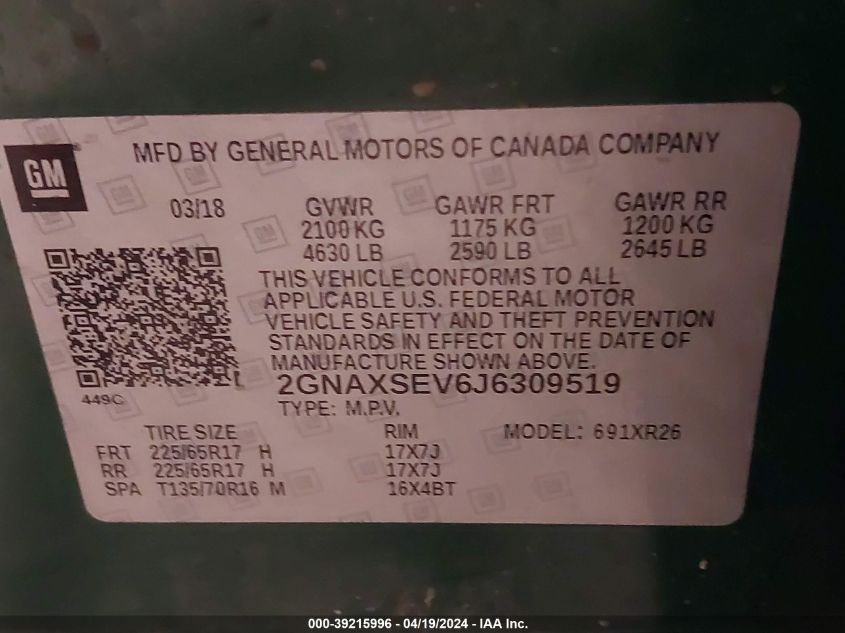 GM
MFD BY GENERAL MOTORS OF CANADA COMPANY
03/18 GVWR GAWR FRT GAWR RR
2100 KG 1175 KG 1200 KG
4630 LB 2590 LB 2645 LB
THIS VEHICLE CONFORMS TO ALL
APPLICABLE U.S. FEDERAL MOTOR
VEHICLE SAFETY AND THEFT PREVENTION
STANDARDS IN EFFECT ON THE DATE OF
MANUFACTURE SHOWN ABOVE.
449C 2GNAXSEV6J6309519
TYPE: M.P.V.
TIRE SIZE RIM MODEL: 691XR26
FRT 225/65R17 H 17X7J
RR 225/65R17 H 17X7J
SPA T135/70R16 M 16X4BT
000-39215996 - 04/19/2024 - IAA Inc.